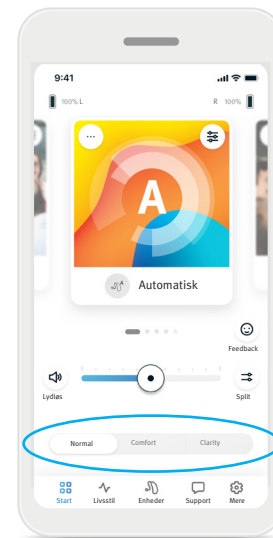 9:41
100% L R 100%
A
Automatisk
Feedback
Lydløs Split
Normal Comfort Clarity
Start Livsstil Enheder Support Mere